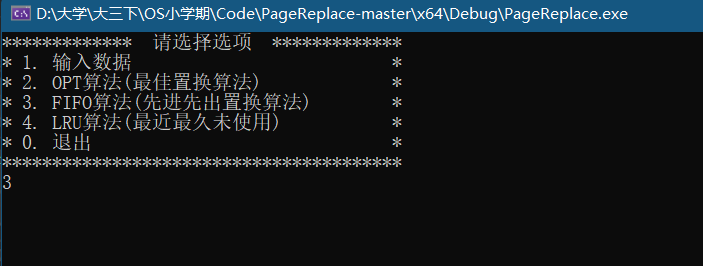 D:\大学\大三下\OS小学期\Code\PageReplace-master\x64\Debug\PageReplace.exe
************* 请选择选项 *************
* 1. 输入数据 *
* 2. OPT算法(最佳置换算法) *
* 3. FIFO算法(先进先出置换算法) *
* 4. LRU算法(最近最久未使用) *
* 0. 退出 *
****************************************
3